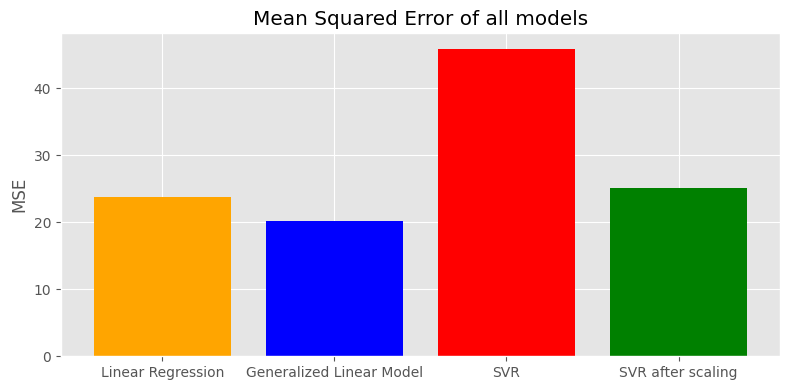 Mean Squared Error of all models
MSE
40
30
20
10
0
Linear Regression
Generalized Linear Model
SVR
SVR after scaling